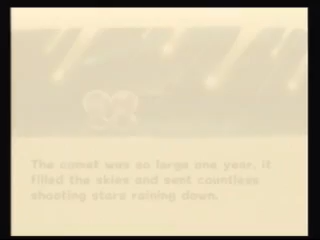 The comet was so large one year, it
filled the skies and sent countless
shooting stars raining down.